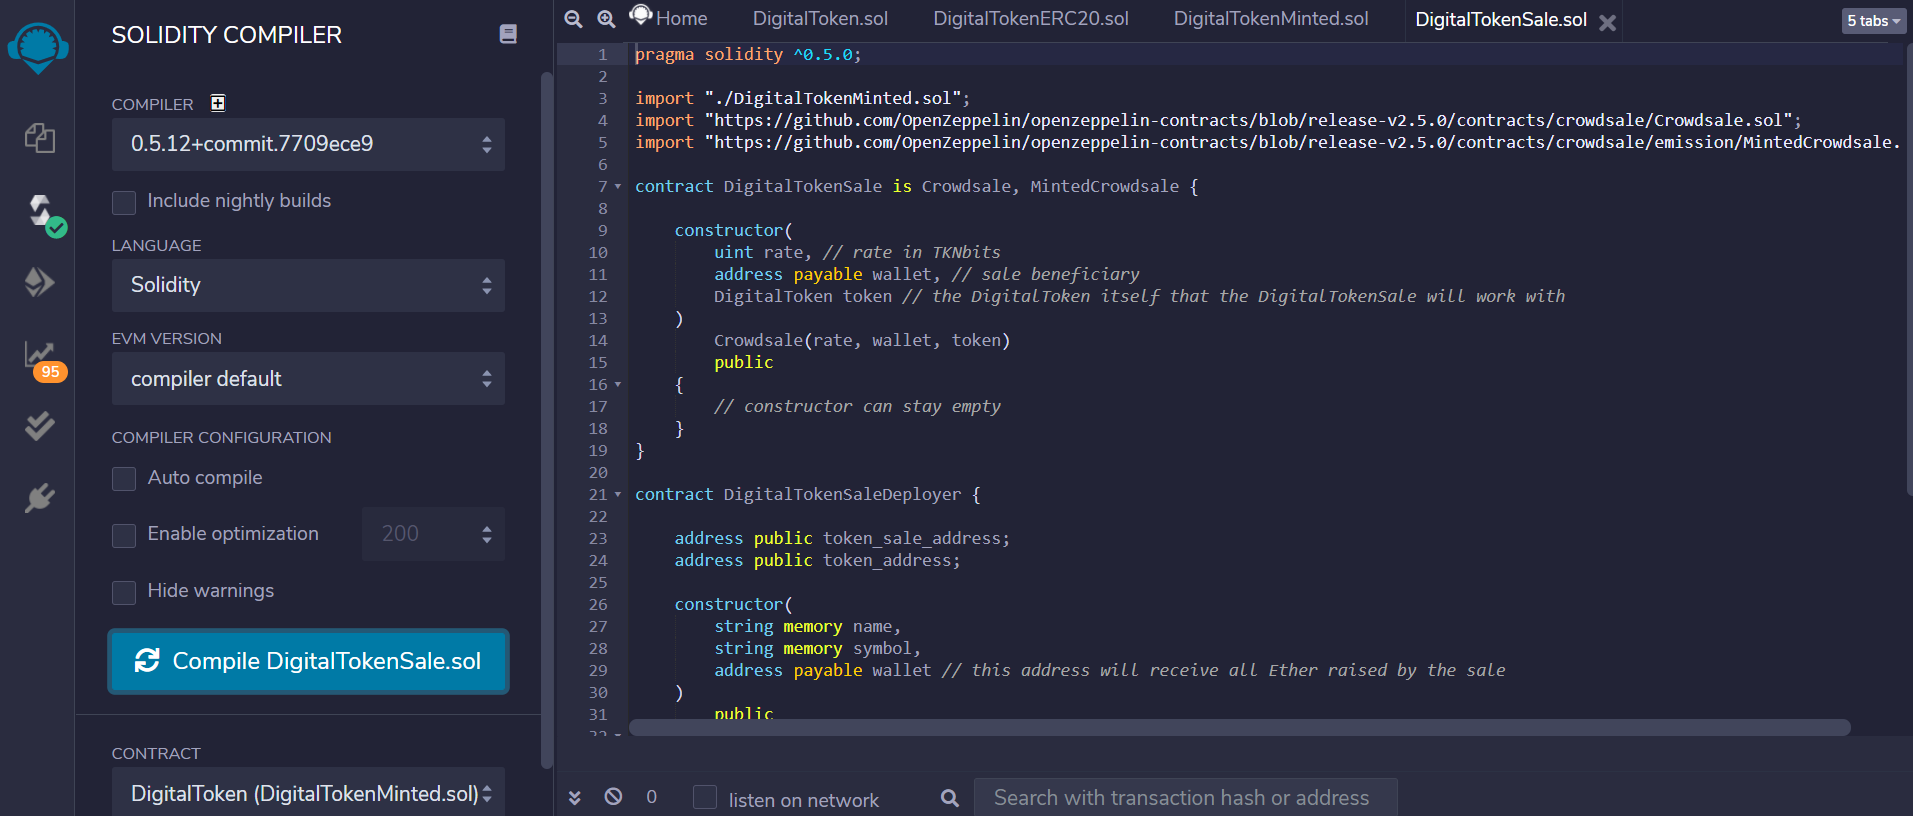 SOLIDITY COMPILER
COMPILER
0.5.12+commit.7709ece9
Include nightly builds
LANGUAGE
Solidity
EVM VERSION
compiler default
COMPILER CONFIGURATION
Auto compile
Enable optimization 200
Hide warnings
Compile DigitalTokenSale.sol
CONTRACT
DigitalToken (DigitalTokenMinted.sol)
95
Home DigitalToken.sol DigitalTokenERC20.sol DigitalTokenMinted.sol DigitalTokenSale.sol 5 tabs
1 pragma solidity ^0.5.0;
2
3 import "./DigitalTokenMinted.sol";
4 import "https://github.com/OpenZeppelin/openzeppelin-contracts/blob/release-v2.5.0/contracts/crowdsale/Crowdsale.sol";
5 import "https://github.com/OpenZeppelin/openzeppelin-contracts/blob/release-v2.5.0/contracts/crowdsale/emission/MintedCrowdsale.
6
7 contract DigitalTokenSale is Crowdsale, MintedCrowdsale {
8
9 constructor(
10 uint rate, // rate in TKNbits
11 address payable wallet, // sale beneficiary
12 DigitalToken token // the DigitalToken itself that the DigitalTokenSale will work with
13 )
14 Crowdsale(rate, wallet, token)
15 public
16 {
17 // constructor can stay empty
18 }
19 }
20
21 contract DigitalTokenSaleDeployer {
22
23 address public token_sale_address;
24 address public token_address;
25
26 constructor(
27 string memory name,
28 string memory symbol,
29 address payable wallet // this address will receive all Ether raised by the sale
30 )
31 public
32
0 listen on network Search with transaction hash or address